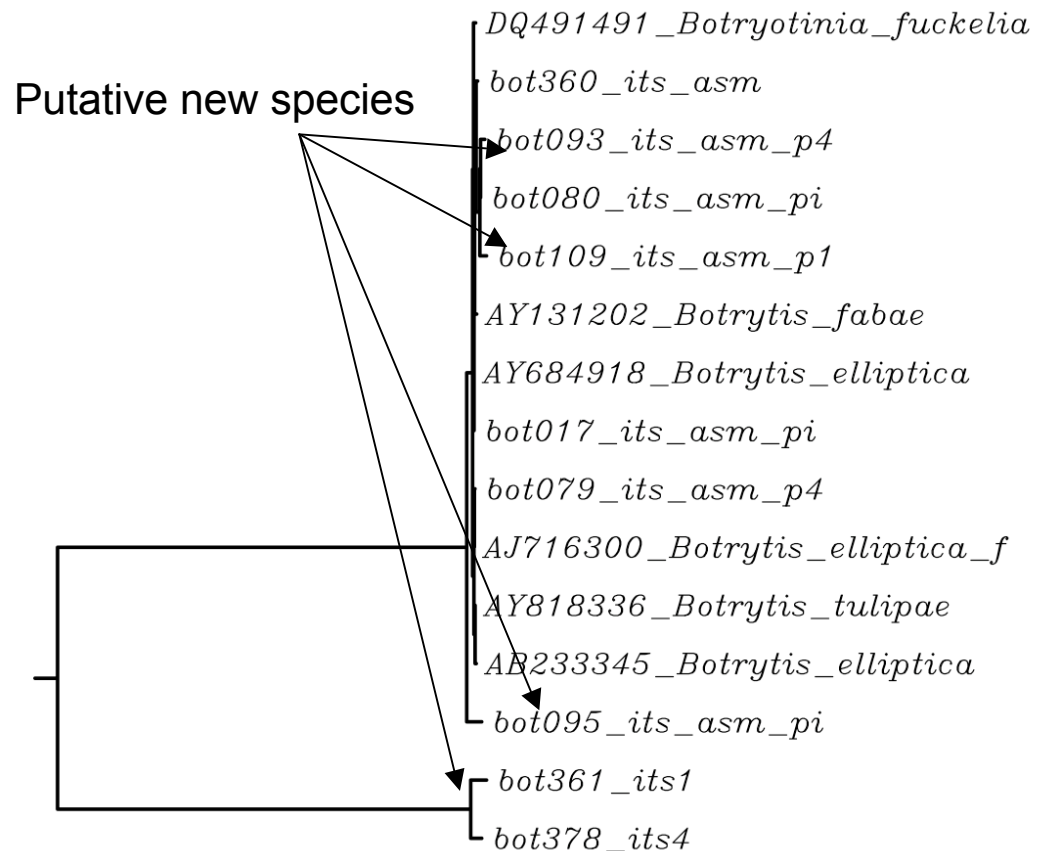 DQ491491_Botryotinia_fuckelia
bot360_its_asm
Putative new species
bot093_its_asm_p4
bot080_its_asm_pi
bot109_its_asm_p1
AY131202_Botrytis_fabae
AY684918_Botrytis_elliptica
bot017_its_asm_pi
bot079_its_asm_p4
AJ716300_Botrytis_elliptica_f
AY818336_Botrytis_tulipae
AB233345_Botrytis_elliptica
bot095_its_asm_pi
bot361_its1
bot378_its4